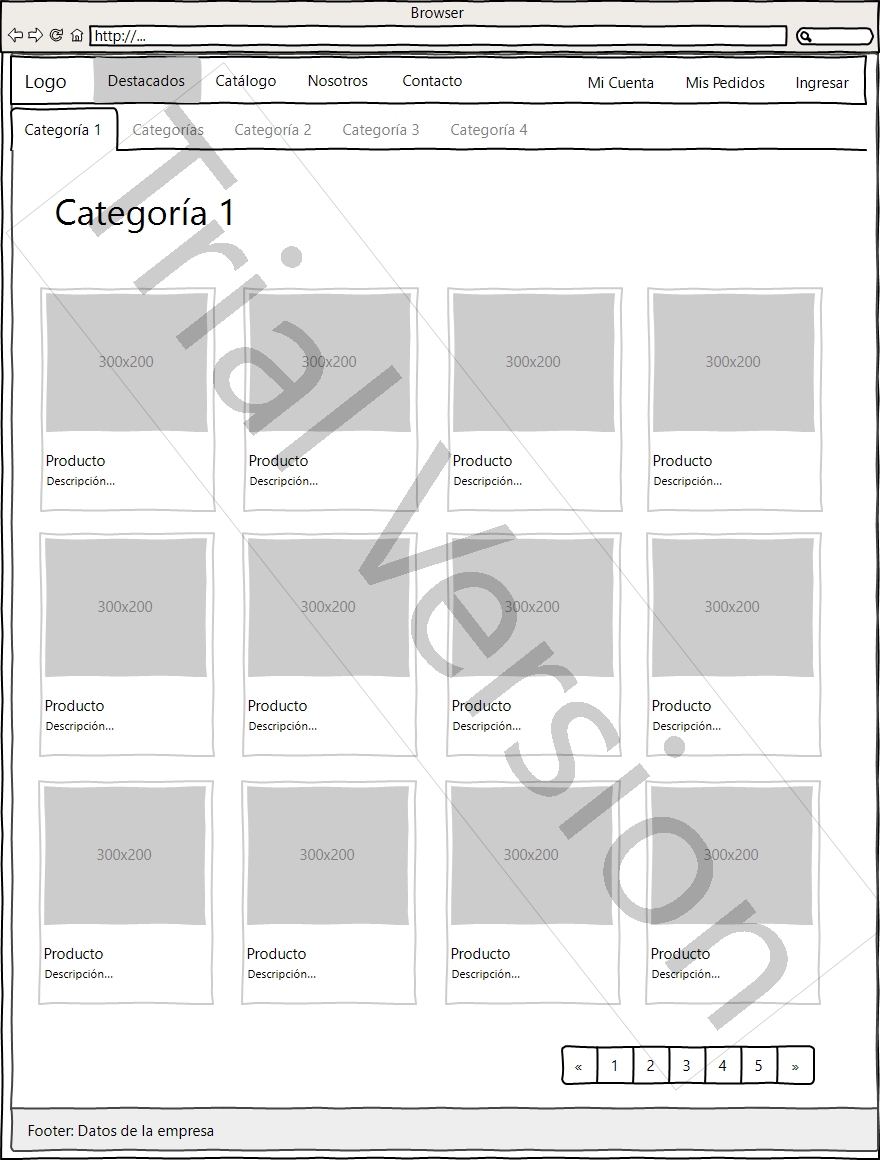 Browser
http://...
Logo Destacados Catálogo Nosotros Contacto Mi Cuenta Mis Pedidos Ingresar
Categoría 1 Categorías Categoría 2 Categoría 3 Categoría 4
Categoría 1
300x200 300x200 300x200 300x200
Producto Producto Producto Producto
Descripción... Descripción... Descripción... Descripción...
300x200 300x200 300x200 300x200
Producto Producto Producto Producto
Descripción... Descripción... Descripción... Descripción...
300x200 300x200 300x200 300x200
Producto Producto Producto Producto
Descripción... Descripción... Descripción... Descripción...
« 1 2 3 4 5 »
Footer: Datos de la empresa
Trial Version